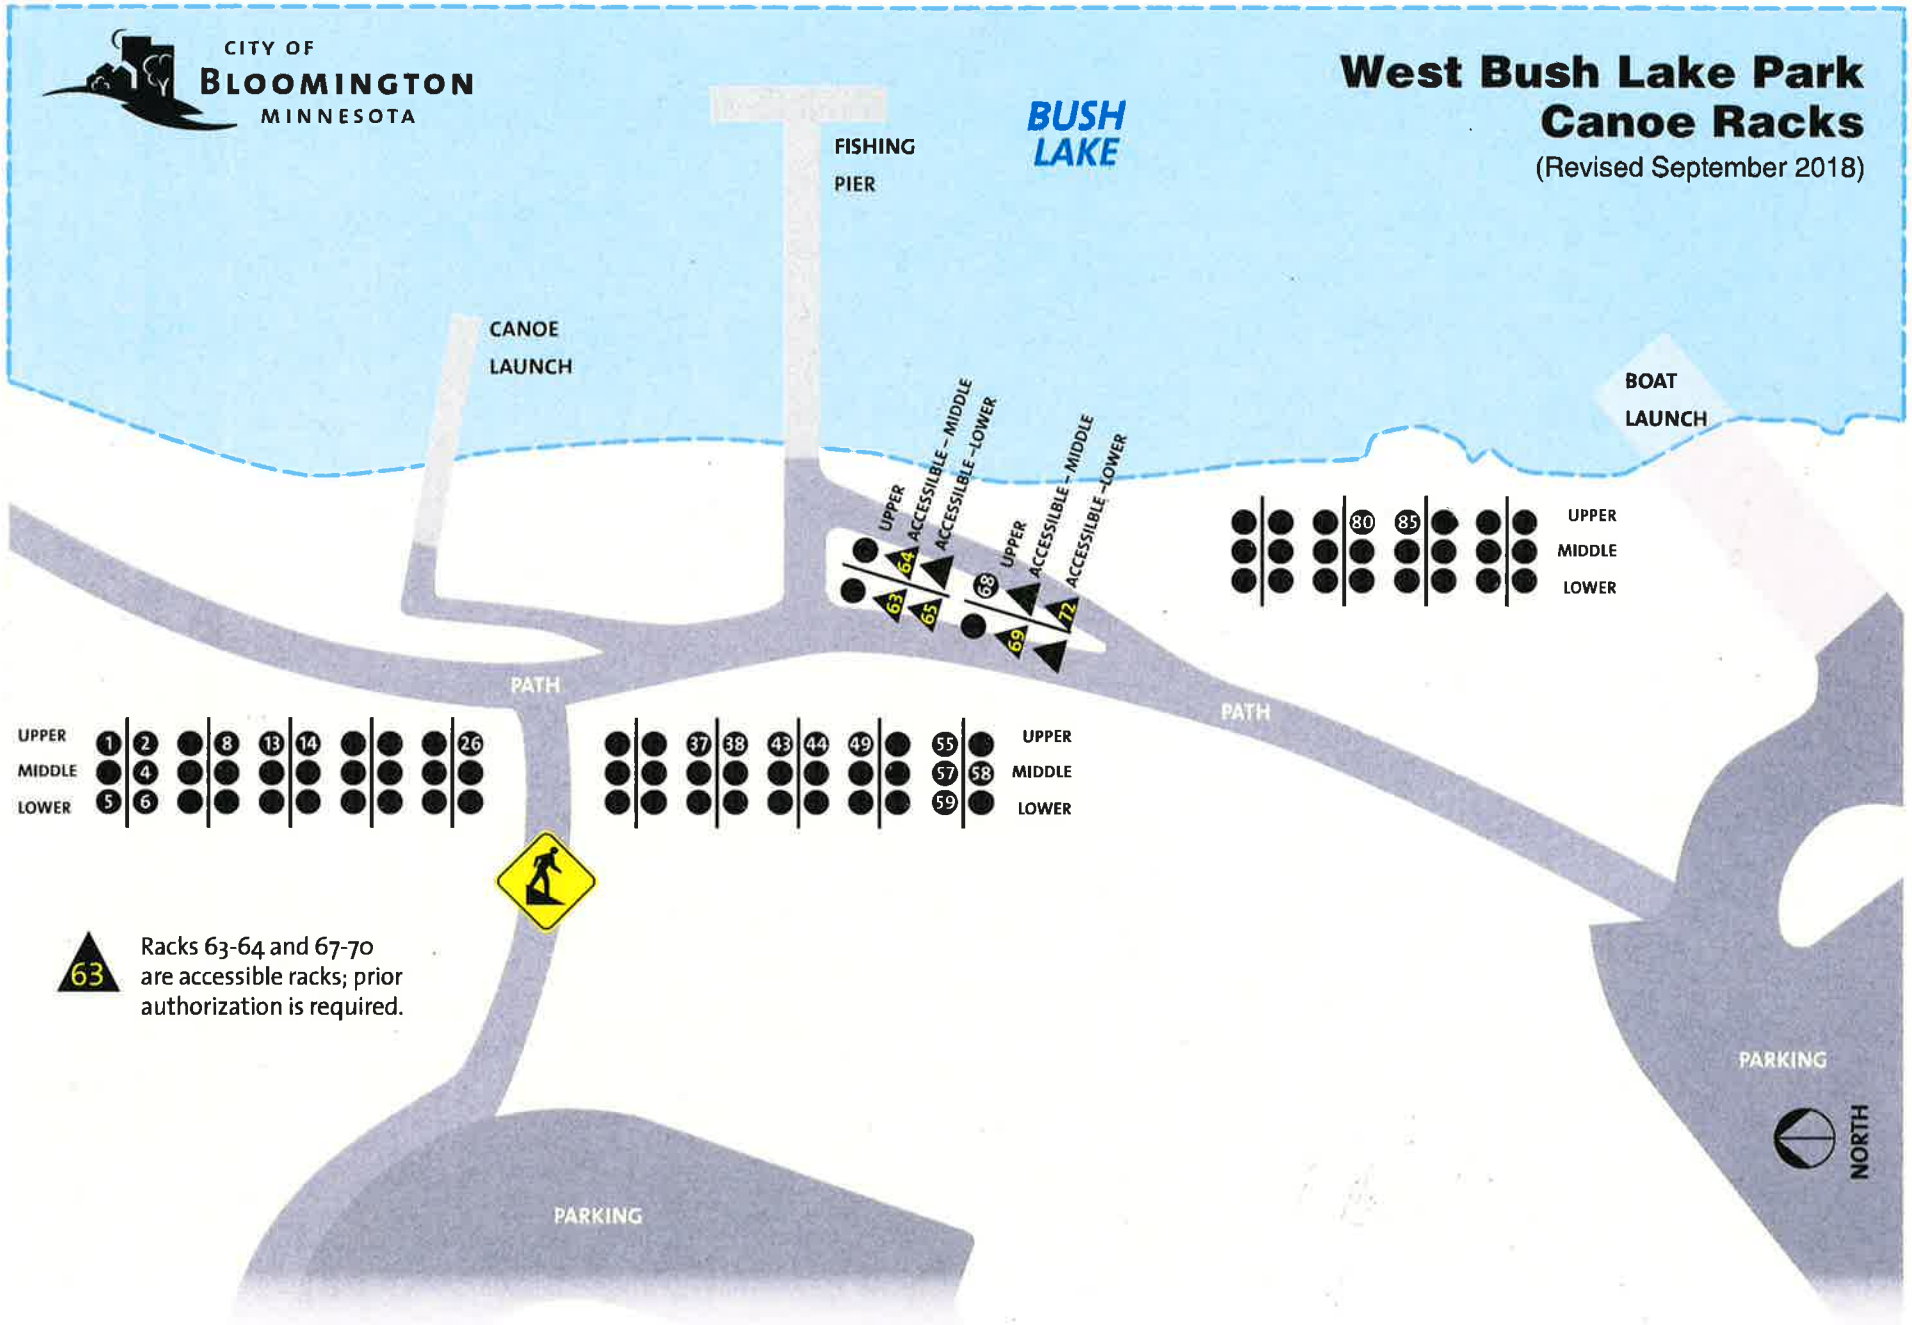 CITY OF
BLOOMINGTON
MINNESOTA
West Bush Lake Park
Canoe Racks
(Revised September 2018)
BUSH
LAKE
FISHING
PIER
CANOE
LAUNCH
BOAT
LAUNCH
UPPER
ACCESSIBLE – MIDDLE
ACCESSILBLE –LOWER
UPPER
ACCESSILBLE – MIDDLE
ACCESSILBLE –LOWER
64
63
65
68
72
69
80 85 UPPER
MIDDLE
LOWER
PATH
PATH
UPPER 1 2 8 13 14 26
MIDDLE 4
LOWER 5 6
37 38 43 44 49 55 UPPER
57 58 MIDDLE
59 LOWER
63
Racks 63-64 and 67-70
are accessible racks; prior
authorization is required.
PARKING
NORTH
PARKING